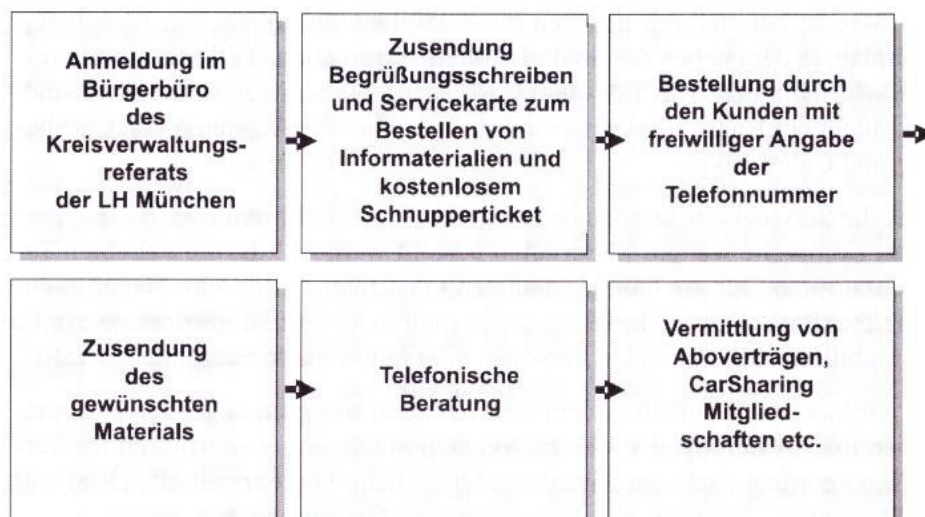 Anmeldung im
Bürgerbüro
des
Kreisverwaltungs-
referats
der LH München
Zusendung
Begrüßungsschreiben
und Servicekarte zum
Bestellen von
Informaterialien und
kostenlosem
Schnupperticket
Bestellung durch
den Kunden mit
freiwilliger Angabe
der
Telefonnummer
Zusendung
des
gewünschten
Materials
Telefonische
Beratung
Vermittlung von
Aboverträgen,
CarSharing
Mitglied-
schaften etc.